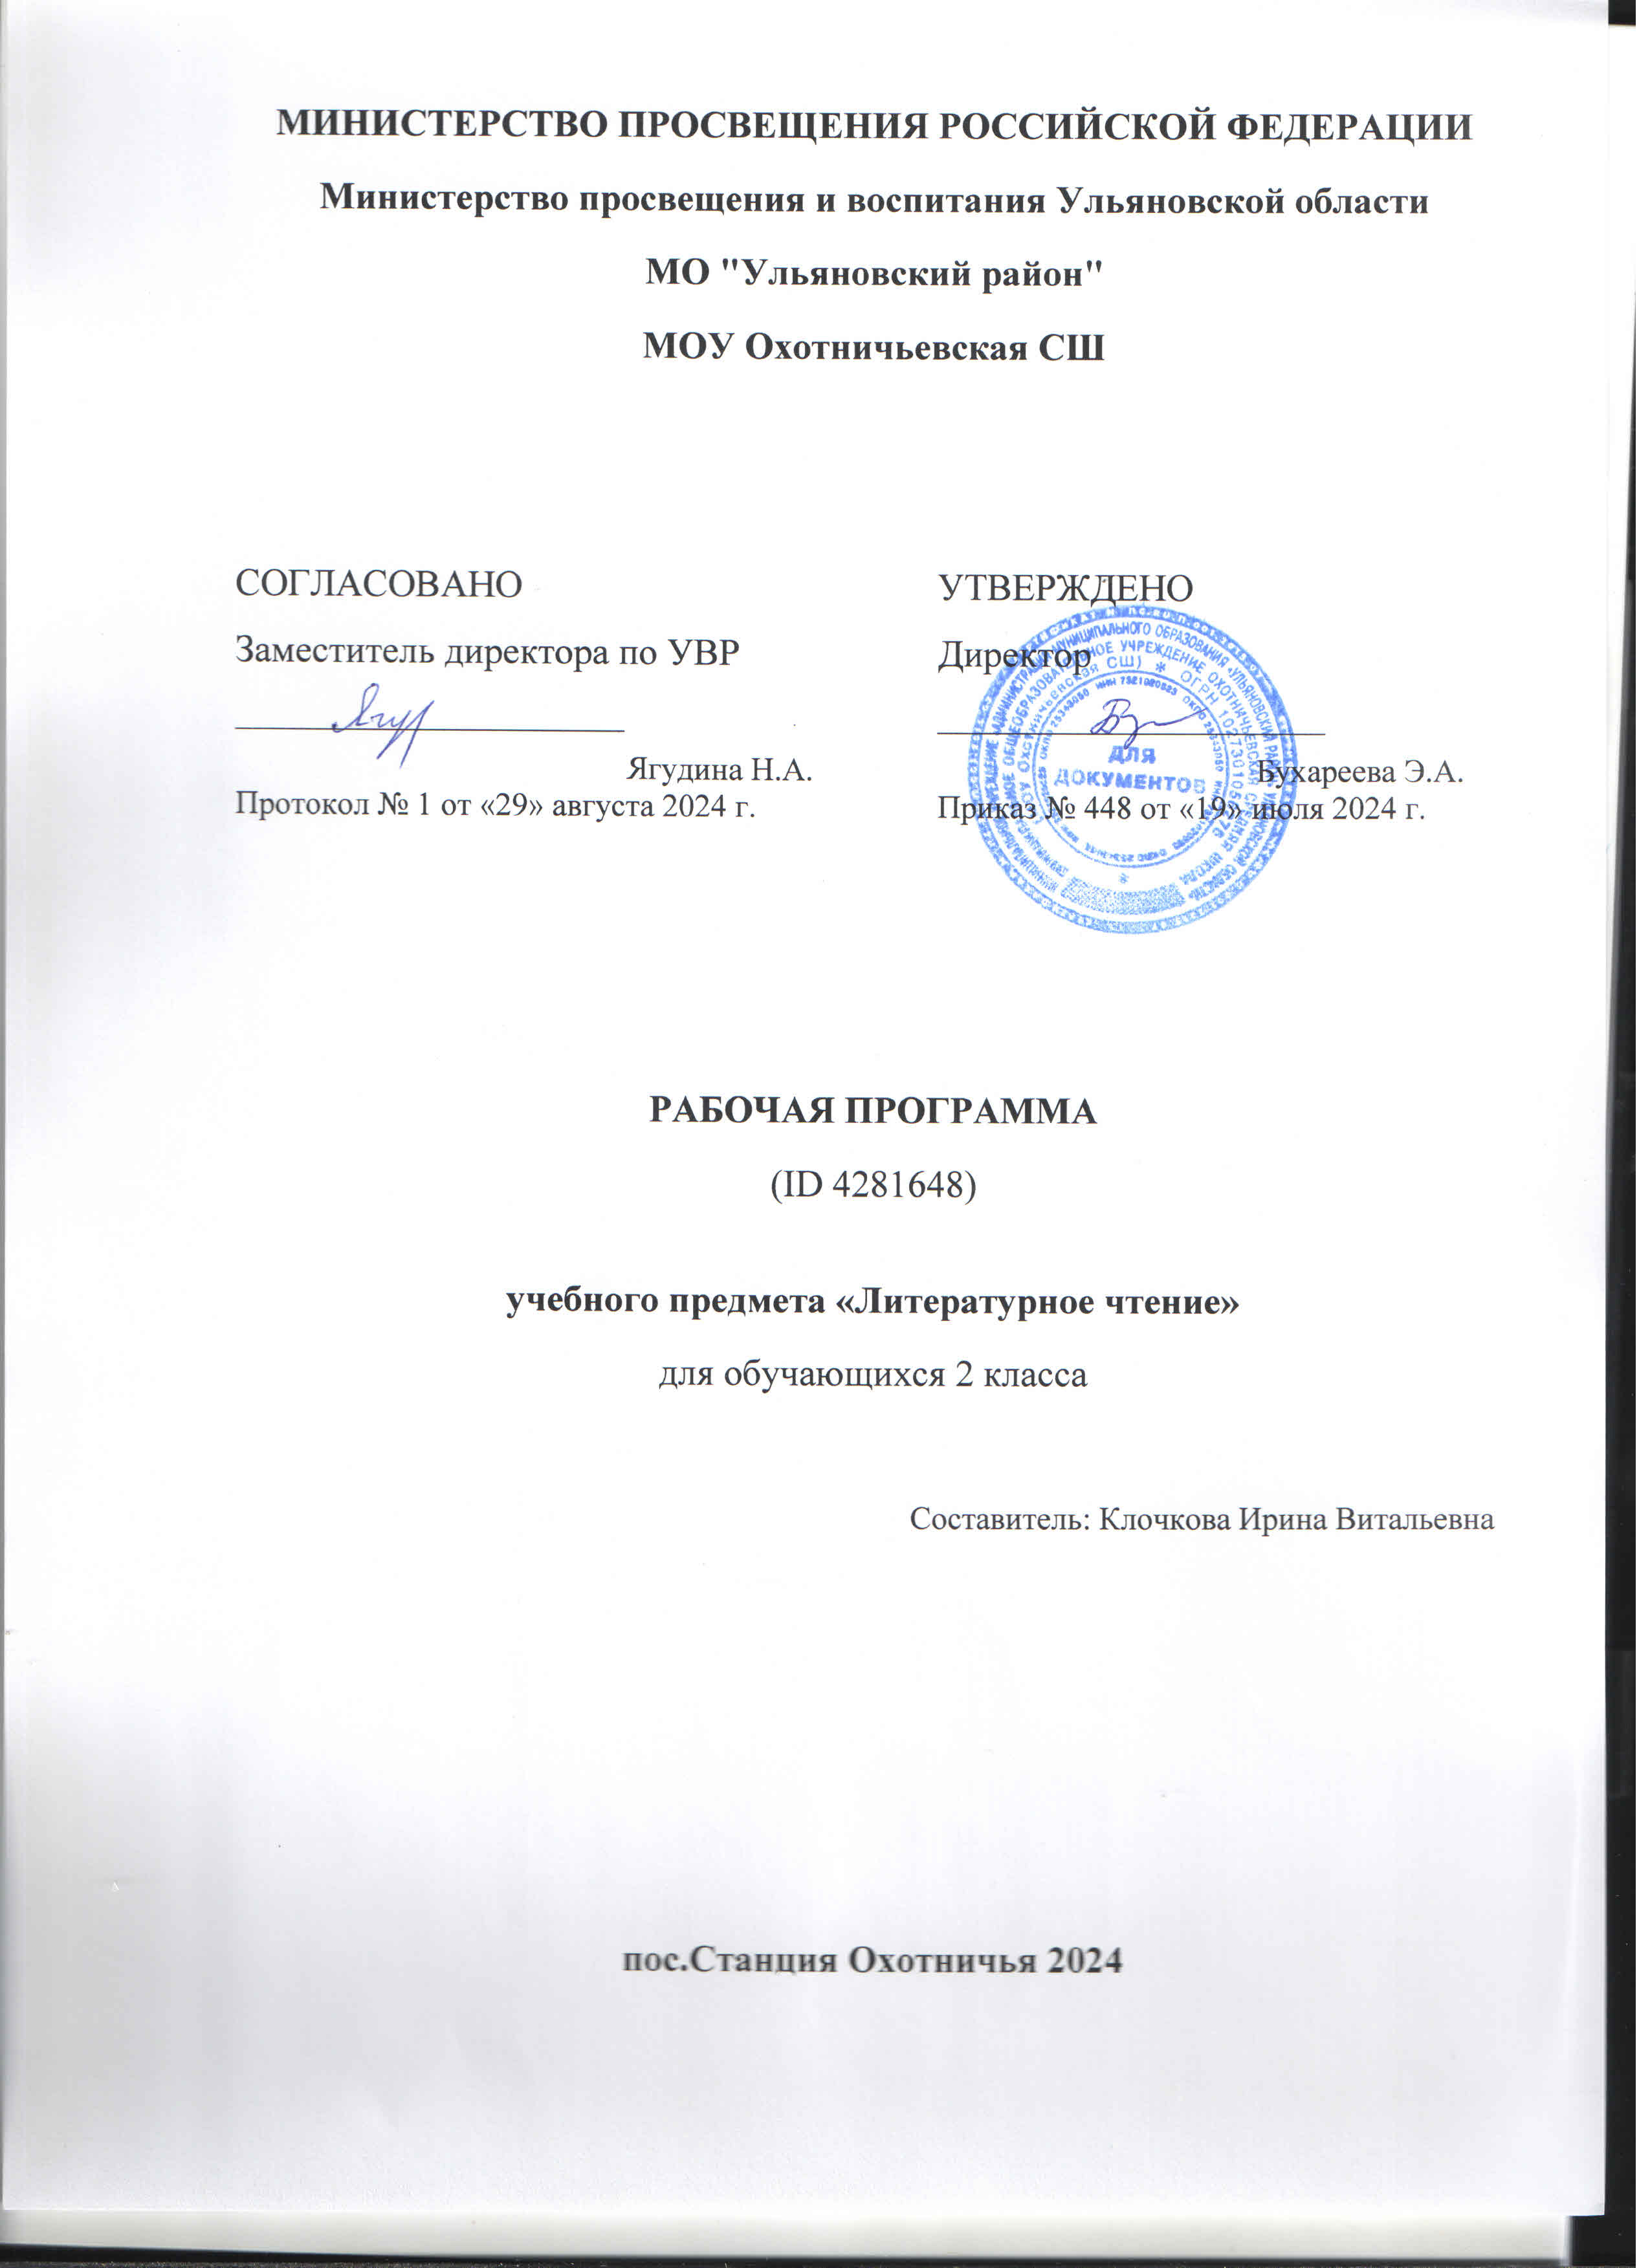 МИНИСТЕРСТВО ПРОСВЕЩЕНИЯ РОССИЙСКОЙ ФЕДЕРАЦИИ
Министерство просвещения и воспитания Ульяновской области
МО "Ульяновский район"
МОУ Охотничьевская СШ
СОГЛАСОВАНО
Заместитель директора по УВР
Ягудина Н.А.
Протокол № 1 от «29» августа 2024 г.
УТВЕРЖДЕНО
Директор
ДЛЯ
ДОКУМЕНТОВ
Бухареева Э.А.
Приказ № 448 от «19» июля 2024 г.
РАБОЧАЯ ПРОГРАММА
(ID 4281648)
учебного предмета «Литературное чтение»
для обучающихся 2 класса
Составитель: Клочкова Ирина Витальевна
пос.Станция Охотничья 2024